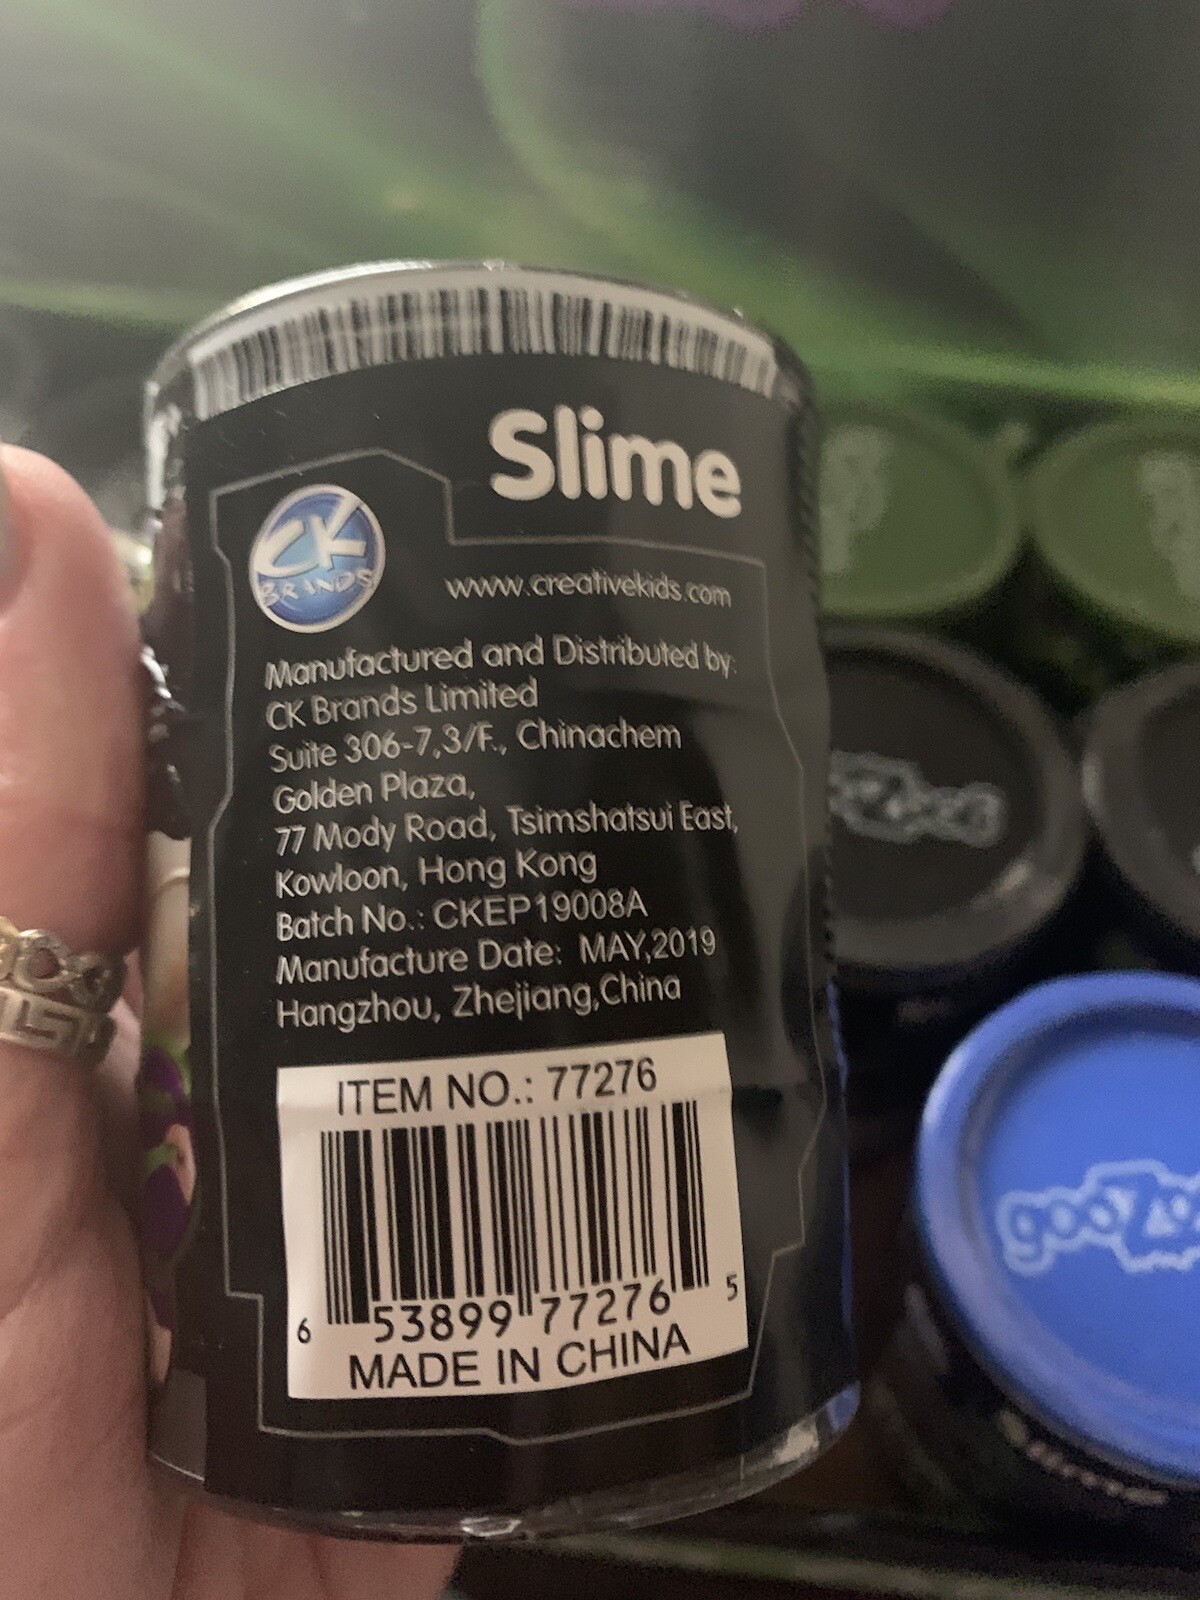 Slime
CK
BRANDS
www.creativekids.com
Manufactured and Distributed by:
CK Brands Limited
Suite 306-7,3/F., Chinachem
Golden Plaza,
77 Mody Road, Tsimshatsui East,
Kowloon, Hong Kong
Batch No.: CKEP19008A
Manufacture Date: MAY,2019
Hangzhou, Zhejiang,China
ITEM NO.: 77276
6 53899 77276 5
MADE IN CHINA